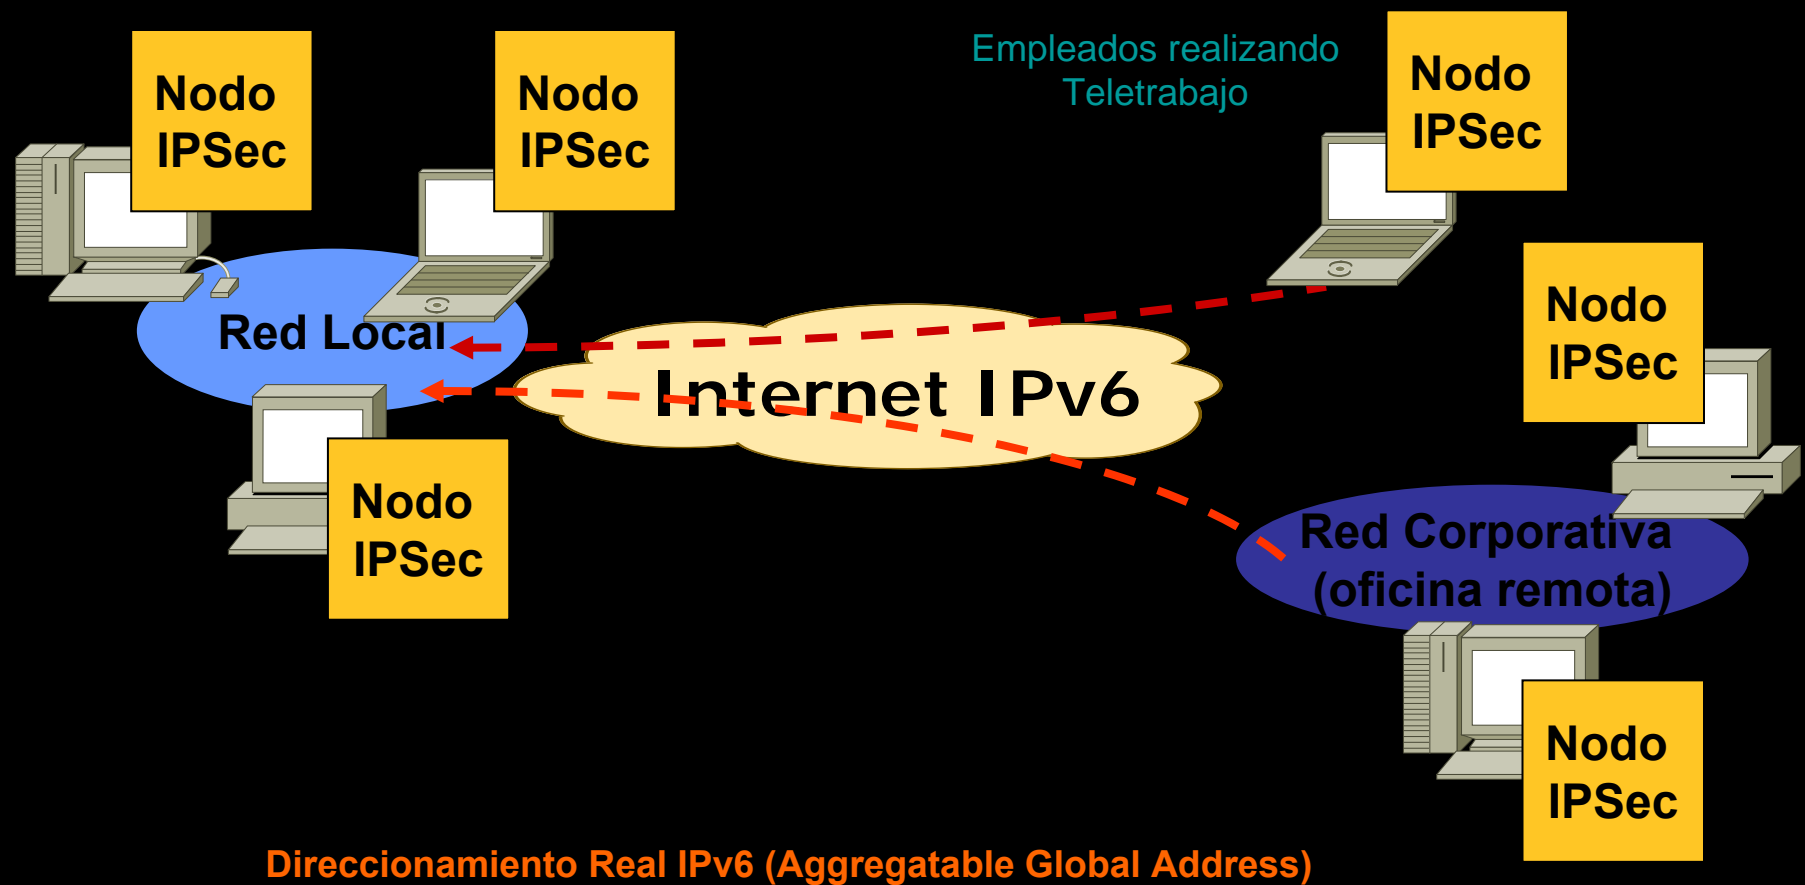 Empleados realizando
Teletrabajo
Nodo
IPSec
Nodo
IPSec
Nodo
IPSec
Red Local
Internet IPv6
Nodo
IPSec
Nodo
IPSec
Red Corporativa
(oficina remota)
Nodo
IPSec
Direccionamiento Real IPv6 (Aggregatable Global Address)